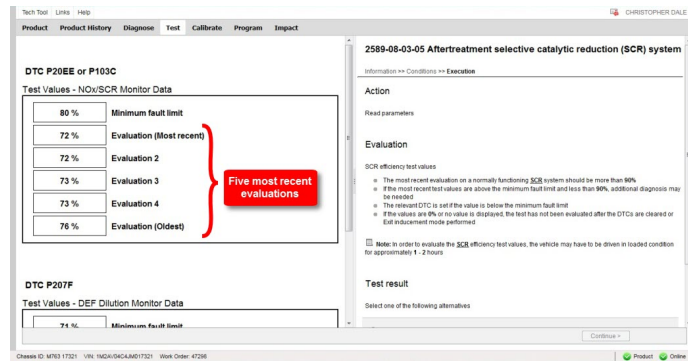 Tech Tool Links Help
CHRISTOPHER DALE
Product Product History Diagnose Test Calibrate Program Impact
DTC P20EE or P103C
Test Values - NOx/SCR Monitor Data
80 % Minimum fault limit
72 % Evaluation (Most recent)
72 % Evaluation 2
73 % Evaluation 3
73 % Evaluation 4
76 % Evaluation (Oldest)
Five most recent
evaluations
DTC P207F
Test Values - DEF Dilution Monitor Data
71 % Minimum fault limit
2589-08-03-05 Aftertreatment selective catalytic reduction (SCR) system
Information >> Conditions >> Execution
Action
Read parameters
Evaluation
SCR efficiency test values
The most recent evaluation on a normally functioning SCR system should be more than 90%
If the most recent test values are above the minimum fault limit and less than 90%, additional diagnosis may
be needed
The relevant DTC is set if the value is below the minimum fault limit
If the values are 0% or no value is displayed, the test has not been evaluated after the DTCs are cleared or
Exit inducement mode performed
Note: In order to evaluate the SCR efficiency test values, the vehicle may have to be driven in loaded condition
for approximately 1 - 2 hours
Test result
Select one of the following alternatives
Continue >
Chassis ID: M763 17321 VIN: 1M2AV04C4JM017321 Work Order: 47298
Product Online